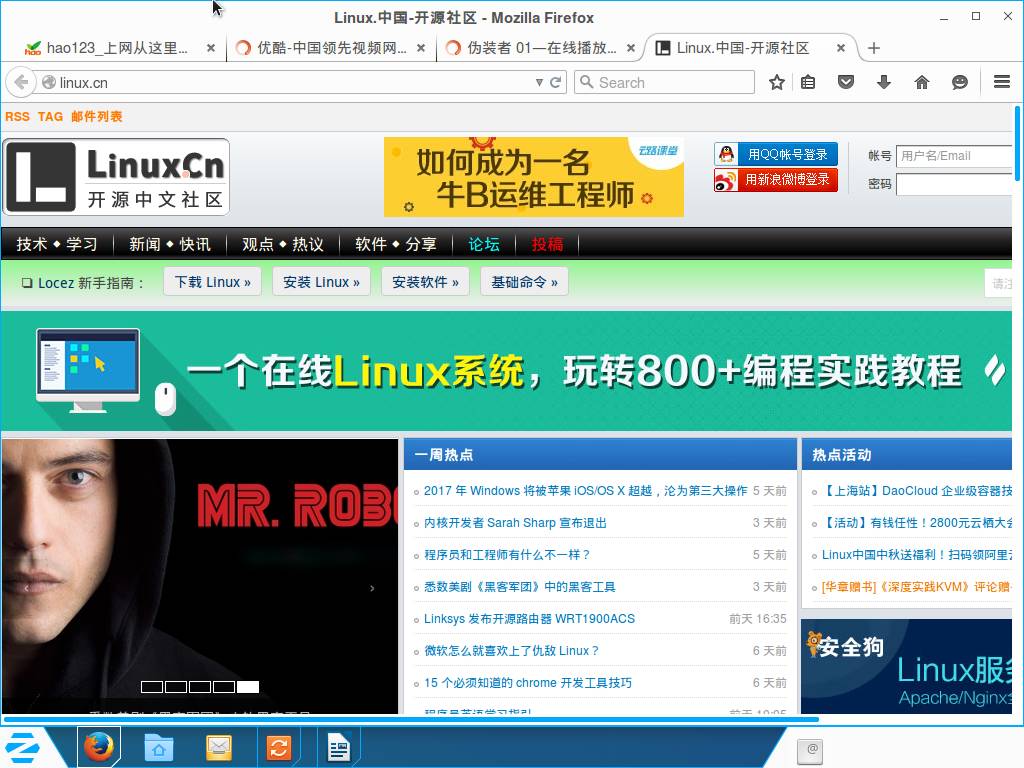 Linux.中国-开源社区 - Mozilla Firefox
hao123_上网从这里...
优酷-中国领先视频网...
伪装者 01—在线播放...
Linux.中国-开源社区
linux.cn
Search
RSS TAG 邮件列表
Linux.Cn
开源中文社区
如何成为一名
牛B运维工程师
云路课堂
用QQ帐号登录
用新浪微博登录
帐号 用户名/Email
密码
技术 ◆ 学习 新闻 ◆ 快讯 观点 ◆ 热议 软件 ◆ 分享 论坛 投稿
❏ Locez 新手指南： 下载 Linux » 安装 Linux » 安装软件 » 基础命令 » 请注
一个在线Linux系统，玩转800+编程实践教程
MR. ROB
一周热点
2017 年 Windows 将被苹果 iOS/OS X 超越，沦为第三大操作 5 天前
内核开发者 Sarah Sharp 宣布退出 3 天前
程序员和工程师有什么不一样？ 5 天前
悉数美剧《黑客军团》中的黑客工具 3 天前
Linksys 发布开源路由器 WRT1900ACS 前天 16:35
微软怎么就喜欢上了仇敌 Linux？ 6 天前
15 个必须知道的 chrome 开发工具技巧 6 天前
热点活动
【上海站】DaoCloud 企业级容器技
【活动】有钱任性！2800元云栖大会
Linux中国中秋送福利！扫码领阿里云
[华章赠书]《深度实践KVM》评论赠
安全狗
Linux服务
Apache/Nginx